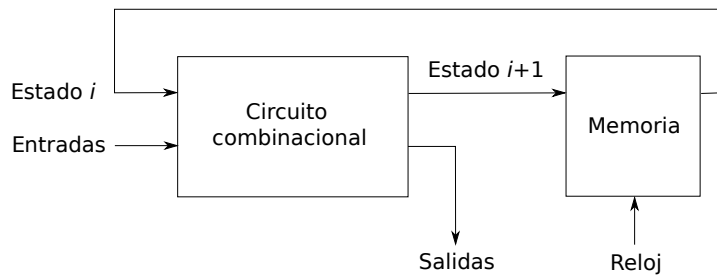 Estado i+1
Estado i
Circuito
combinacional
Memoria
Entradas
Salidas
Reloj